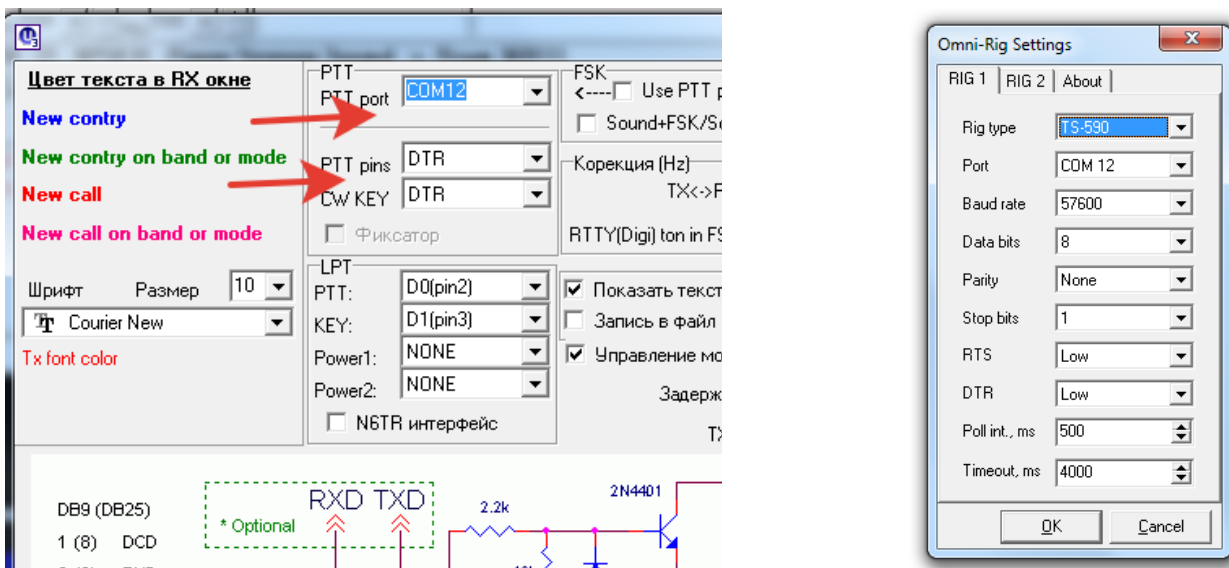 Цвет текста в RX окне
New contry
New contry on band or mode
New call
New call on band or mode
Шрифт Размер 10
Courier New
Tx font color
PTT
PTT port COM12
PTT pins DTR
CW KEY DTR
Фиксатор
LPT
PTT: D0(pin2)
KEY: D1(pin3)
Power1: NONE
Power2: NONE
N6TR интерфейс
FSK
<---- Use PTT
Sound+FSK/
Корекция (Hz)
TX<->
RTTY(Digi) ton in
Показать текст
Запись в файл
Управление
DB9 (DB25)
1 (8) DCD
* Optional
RXD TXD
2.2k
2N4401
Omni-Rig Settings
RIG 1 RIG 2 About
Rig type TS-590
Port COM 12
Baud rate 57600
Data bits 8
Parity None
Stop bits 1
RTS Low
DTR Low
Poll int., ms 500
Timeout, ms 4000
OK Cancel